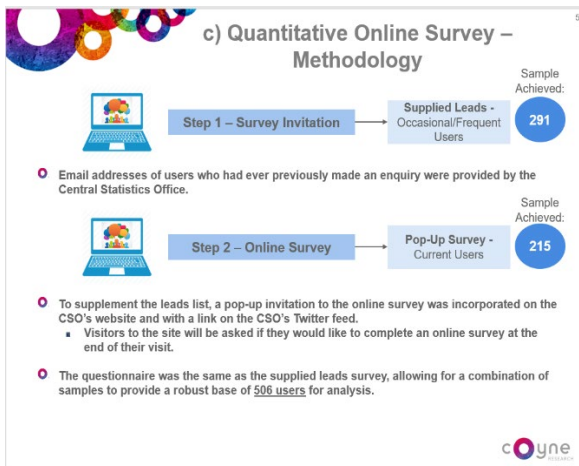 5
c) Quantitative Online Survey –
Methodology
Sample
Achieved:
Step 1 – Survey Invitation
Supplied Leads -
Occasional/Frequent
Users
291
Email addresses of users who had ever previously made an enquiry were provided by the
Central Statistics Office.
Sample
Achieved:
Step 2 – Online Survey
Pop-Up Survey -
Current Users
215
To supplement the leads list, a pop-up invitation to the online survey was incorporated on the
CSO's website and with a link on the CSO's Twitter feed.
Visitors to the site will be asked if they would like to complete an online survey at the
end of their visit.
The questionnaire was the same as the supplied leads survey, allowing for a combination of
samples to provide a robust base of 506 users for analysis.
coyne
RESEARCH